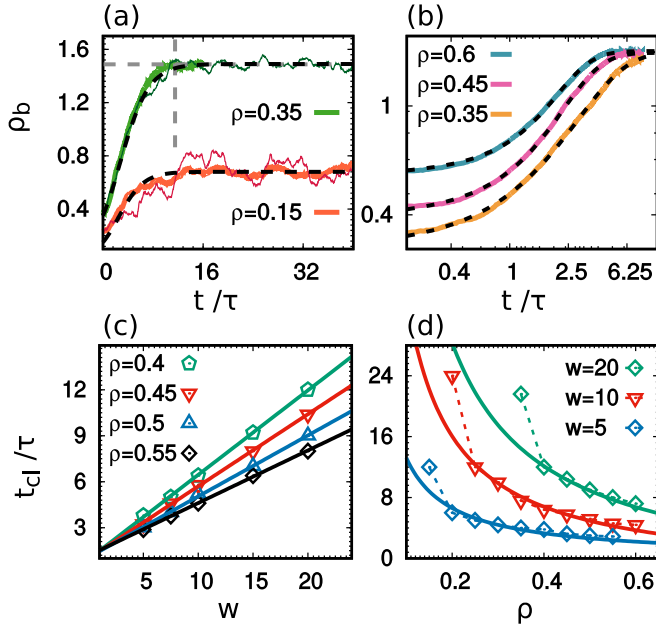 (a)
1.6
1.2
0.8
0.4
ρb
ρ=0.35
ρ=0.15
0 16 32
t /τ
(b)
ρ=0.6
ρ=0.45
ρ=0.35
1
0.4
0.4 1 2.5 6.25
t /τ
(c)
ρ=0.4
ρ=0.45
ρ=0.5
ρ=0.55
12
9
6
3
tcl /τ
5 10 15 20
w
(d)
w=20
w=10
w=5
24
16
8
0
0.2 0.4 0.6
ρ